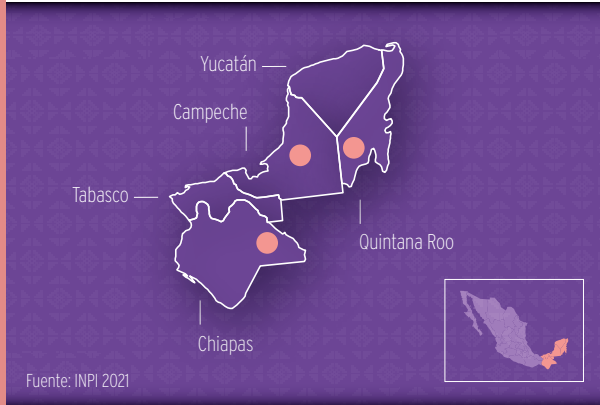 Yucatán
Campeche
Tabasco
Quintana Roo
Chiapas
Fuente: INPI 2021